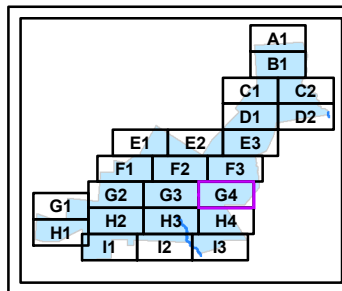 A1
B1
C1 C2
D1 D2
E1 E2 E3
F1 F2 F3
G1 G2 G3 G4
H1 H2 H3 H4
I1 I2 I3